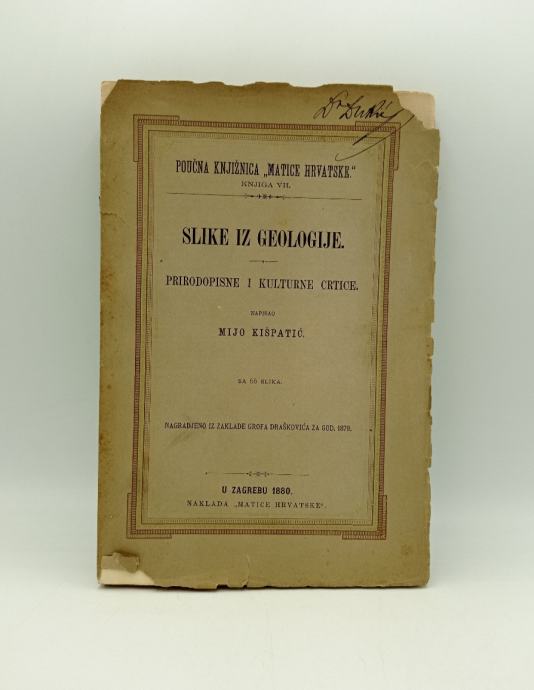 POUČNA KNJIŽNICA „MATICE HRVATSKE.“
KNJIGA VII.
SLIKE IZ GEOLOGIJE.
PRIRODOPISNE I KULTURNE CRTICE.
NAPISAO
MIJO KIŠPATIĆ.
SA 55 SLIKA.
NAGRADJENO IZ ZAKLADE GROFA DRAŠKOVIĆA ZA GOD. 1879.
U ZAGREBU 1880.
NAKLADA „MATICE HRVATSKE“.